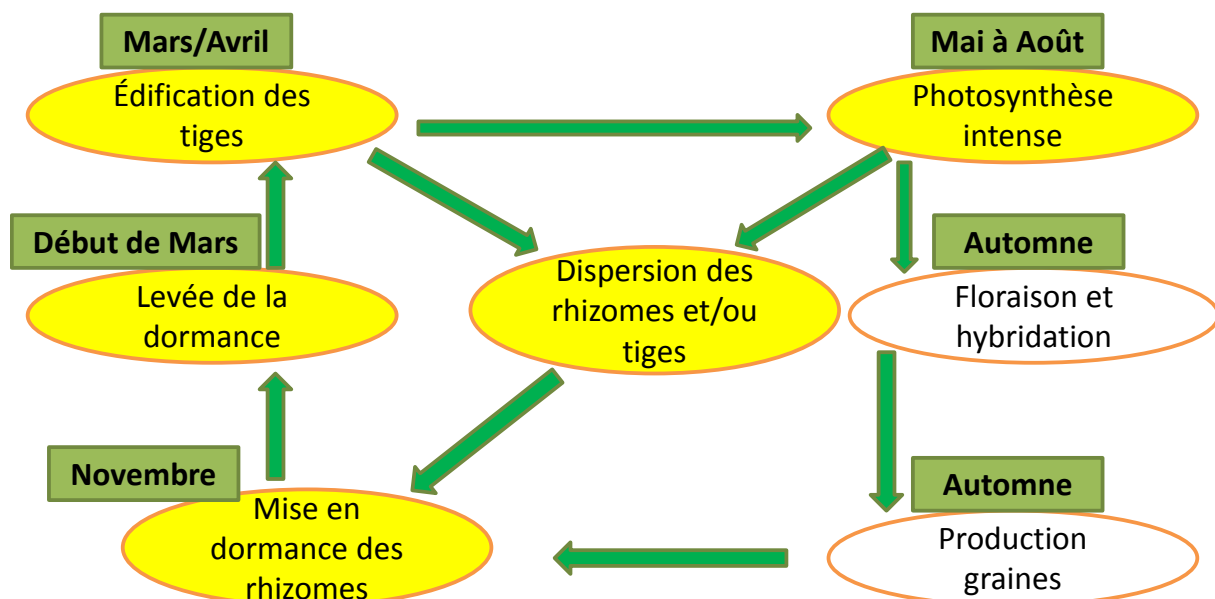 Mars/Avril
Édification des
tiges
Mai à Août
Photosynthèse
intense
Début de Mars
Levée de la
dormance
Dispersion des
rhizomes et/ou
tiges
Automne
Floraison et
hybridation
Novembre
Mise en
dormance des
rhizomes
Automne
Production
graines